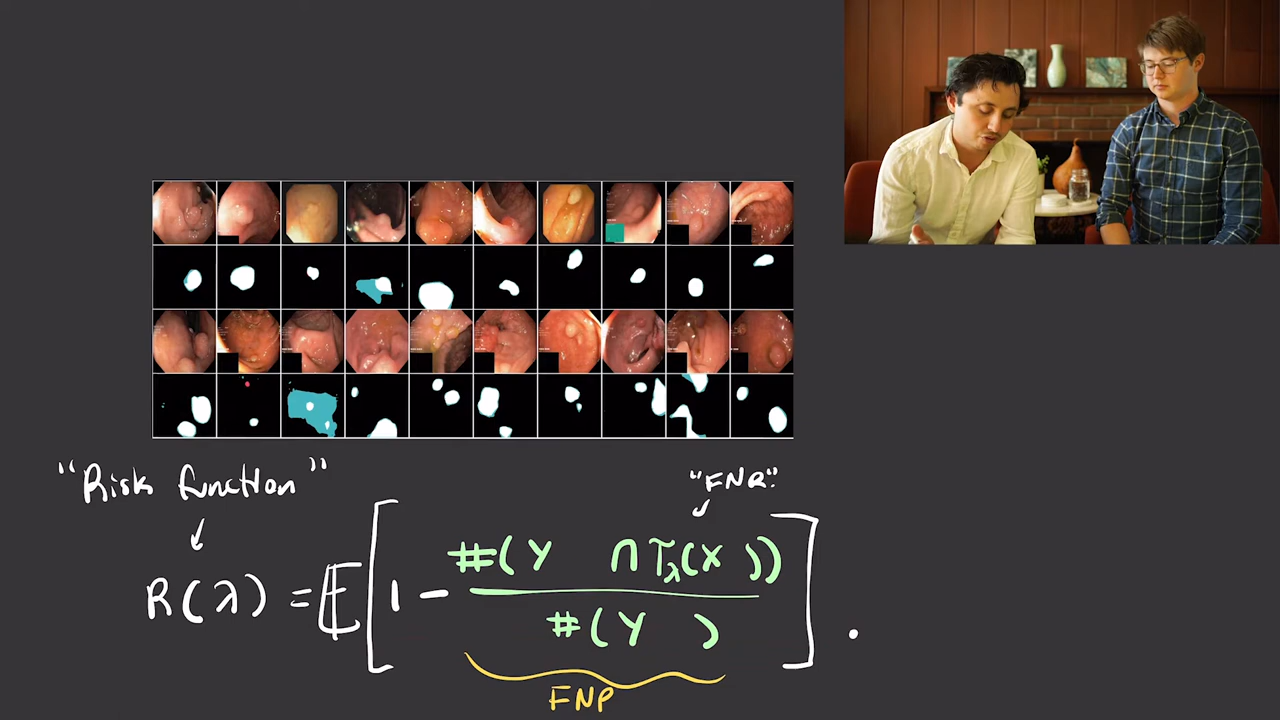 "Risk function"
"FNR"
R(λ) = 𝔼[1 - #(Y ∩ T_λ(X)) / #(Y)].
FNP